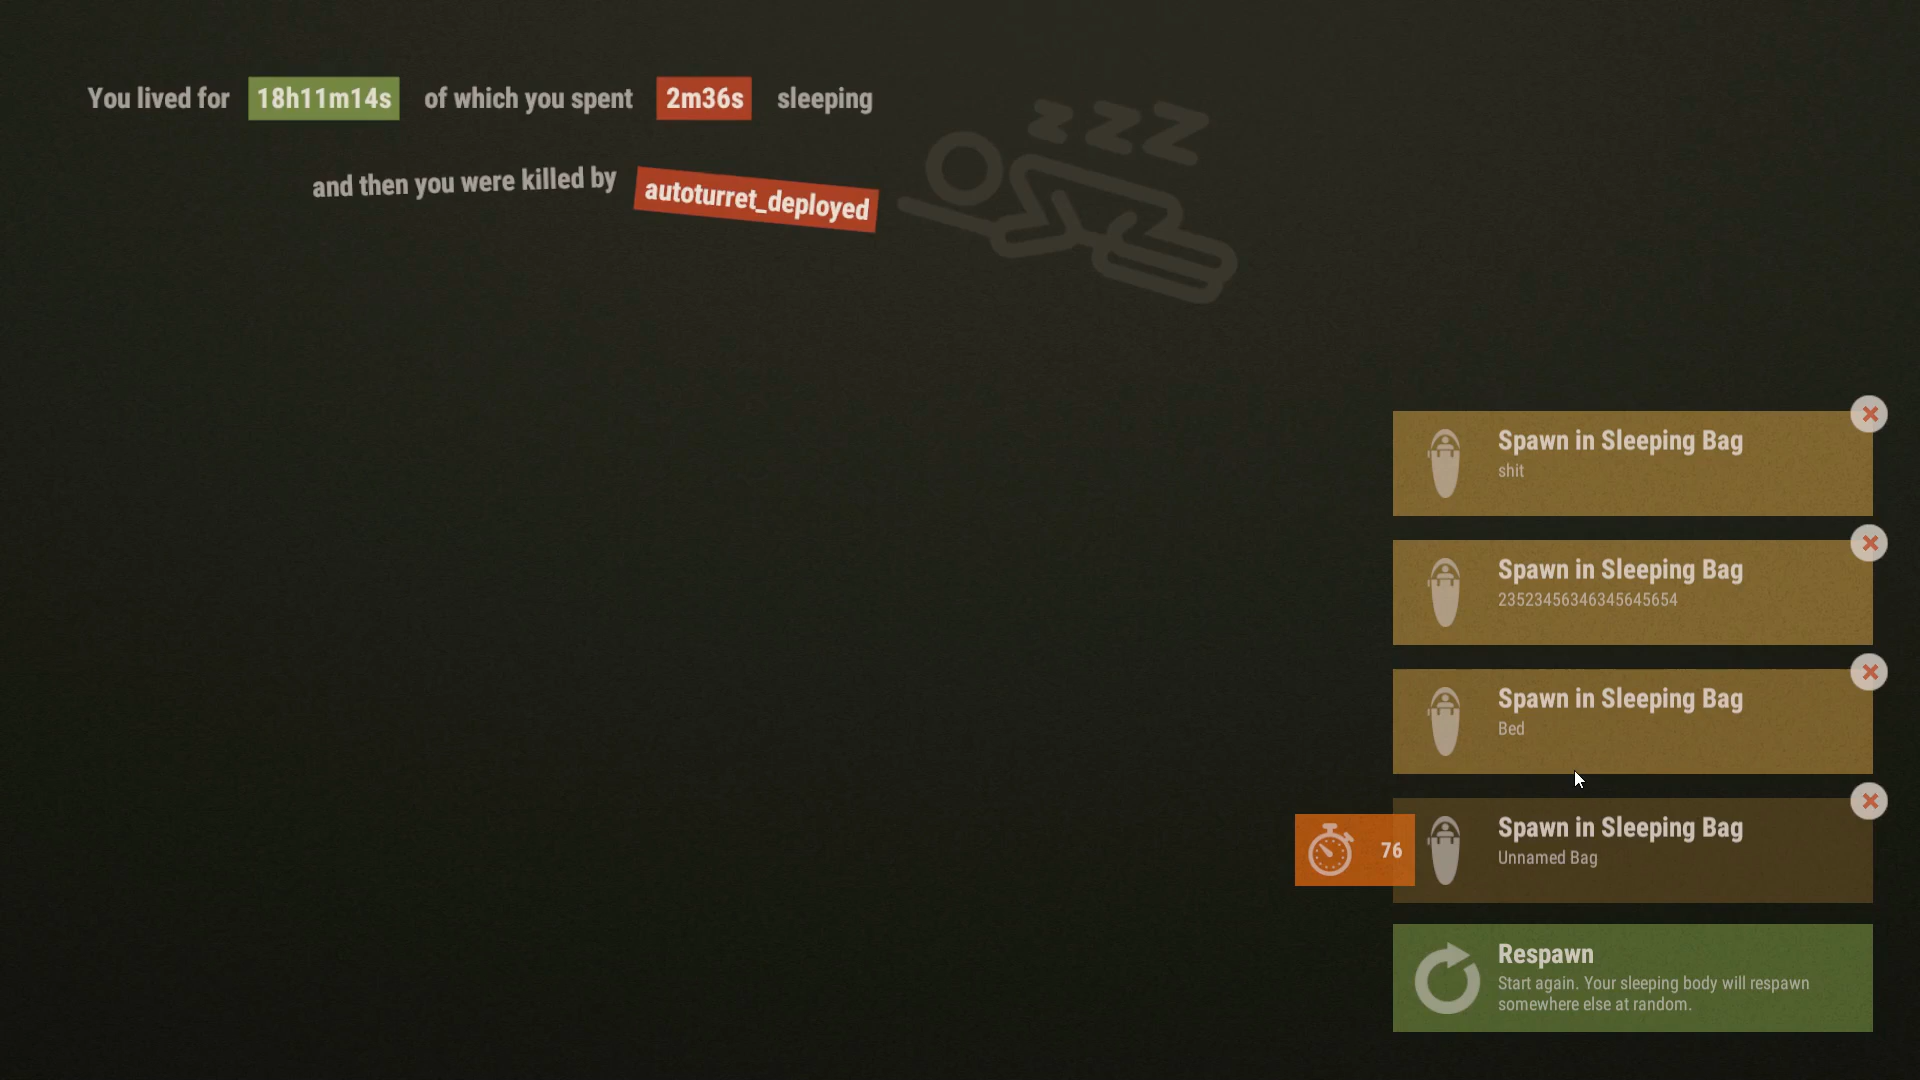 You lived for 18h11m14s of which you spent 2m36s sleeping
and then you were killed by autoturret_deployed
zzz
Spawn in Sleeping Bag
shit
Spawn in Sleeping Bag
23523456346345645654
Spawn in Sleeping Bag
Bed
76
Spawn in Sleeping Bag
Unnamed Bag
Respawn
Start again. Your sleeping body will respawn
somewhere else at random.